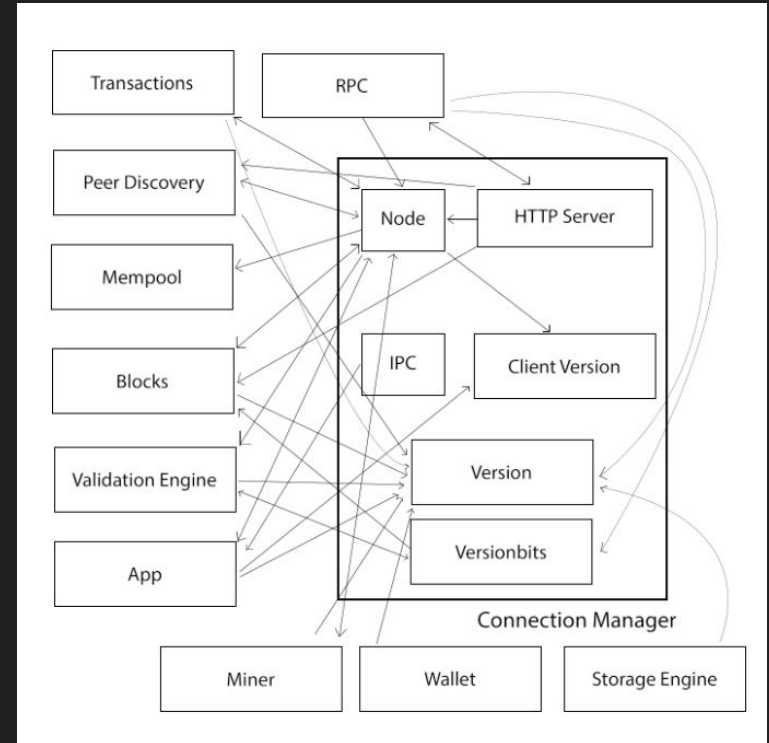 Transactions
RPC
Peer Discovery
Node
HTTP Server
Mempool
IPC
Client Version
Blocks
Validation Engine
Version
App
Versionbits
Connection Manager
Miner
Wallet
Storage Engine